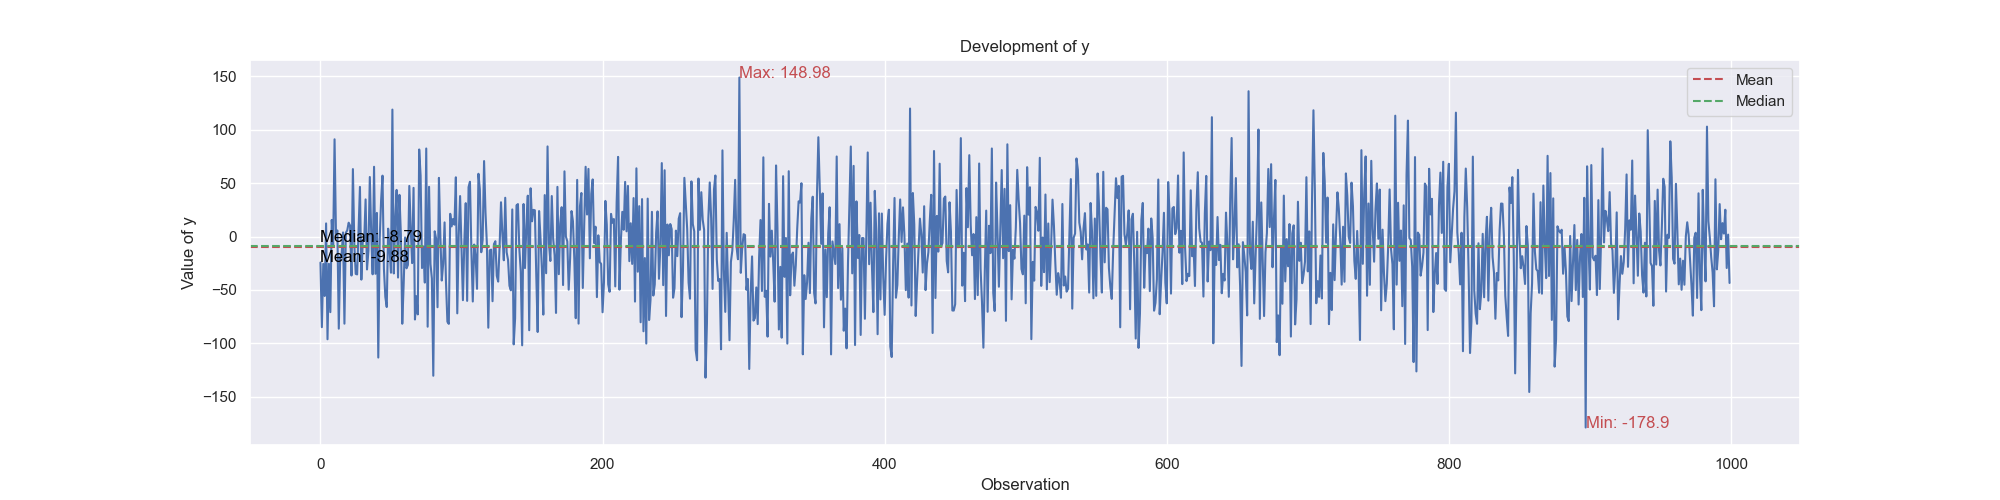 Development of y
Max: 148.98
Mean
Median
150
100
50
0
−50
−100
−150
Value of y
Median: -8.79
Mean: -9.88
Min: -178.9
0
200
400
600
800
1000
Observation